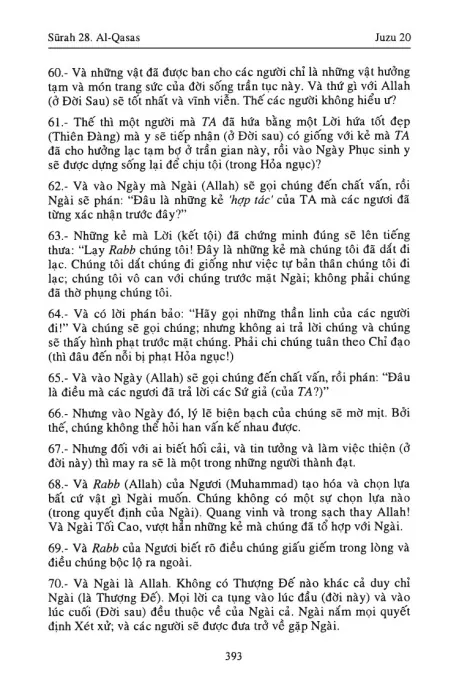 Sūrah 28. Al-Qasas Juzu 20
60.- Và những vật đã được ban cho các người chỉ là những vật hưởng
tạm và món trang sức của đời sống trần tục này. Và thứ gì với Allah
(ở Đời Sau) sẽ tốt nhất và vĩnh viễn. Thế các người không hiểu ư?
61.- Thế thì một người mà TA đã hứa bằng một Lời hứa tốt đẹp
(Thiên Đàng) mà y sẽ tiếp nhận (ở Đời sau) có giống với kẻ mà TA
đã cho hưởng lạc tạm bợ ở trần gian này, rồi vào Ngày Phục sinh y
sẽ được dựng sống lại để chịu tội (trong Hỏa ngục)?
62.- Và vào Ngày mà Ngài (Allah) sẽ gọi chúng đến chất vấn, rồi
Ngài sẽ phán: “Đâu là những kẻ 'hợp tác' của TA mà các ngươi đã
từng xác nhận trước đây?”
63.- Những kẻ mà Lời (kết tội) đã chứng minh đúng sẽ lên tiếng
thưa: “Lạy Rabb chúng tôi! Đây là những kẻ mà chúng tôi đã dắt đi
lạc. Chúng tôi dắt chúng đi giống như việc tự bản thân chúng tôi đi
lạc; chúng tôi vô can với chúng trước mặt Ngài; không phải chúng
đã thờ phụng chúng tôi.
64.- Và có lời phán bảo: “Hãy gọi những thần linh của các người
đi!” Và chúng sẽ gọi chúng; nhưng không ai trả lời chúng và chúng
sẽ thấy hình phạt trước mặt chúng. Phải chi chúng tuân theo Chỉ đạo
(thì đâu đến nỗi bị phạt Hỏa ngục!)
65.- Và vào Ngày (Allah) sẽ gọi chúng đến chất vấn, rồi phán: “Đâu
là điều mà các ngươi đã trả lời các Sứ giả (của TA?)”
66.- Nhưng vào Ngày đó, lý lẽ biện bạch của chúng sẽ mờ mịt. Bởi
thế, chúng không thể hỏi han vấn kế nhau được.
67.- Nhưng đối với ai biết hối cải, và tin tưởng và làm việc thiện (ở
đời này) thì may ra sẽ là một trong những người thành đạt.
68.- Và Rabb (Allah) của Ngươi (Muhammad) tạo hóa và chọn lựa
bất cứ vật gì Ngài muốn. Chúng không có một sự chọn lựa nào
(trong quyết định của Ngài). Quang vinh và trong sạch thay Allah!
Và Ngài Tối Cao, vượt hẳn những kẻ mà chúng đã tổ hợp với Ngài.
69.- Và Rabb của Ngươi biết rõ điều chúng giấu giếm trong lòng và
điều chúng bộc lộ ra ngoài.
70.- Và Ngài là Allah. Không có Thượng Đế nào khác cả duy chỉ
Ngài (là Thượng Đế). Mọi lời ca tụng vào lúc đầu (đời này) và vào
lúc cuối (Đời sau) đều thuộc về của Ngài cả. Ngài nắm mọi quyết
định Xét xử; và các người sẽ được đưa trở về gặp Ngài.
393